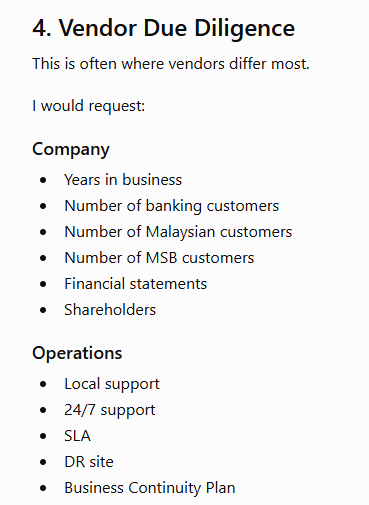 4. Vendor Due Diligence
This is often where vendors differ most.
I would request:
Company
• Years in business
• Number of banking customers
• Number of Malaysian customers
• Number of MSB customers
• Financial statements
• Shareholders
Operations
• Local support
• 24/7 support
• SLA
• DR site
• Business Continuity Plan